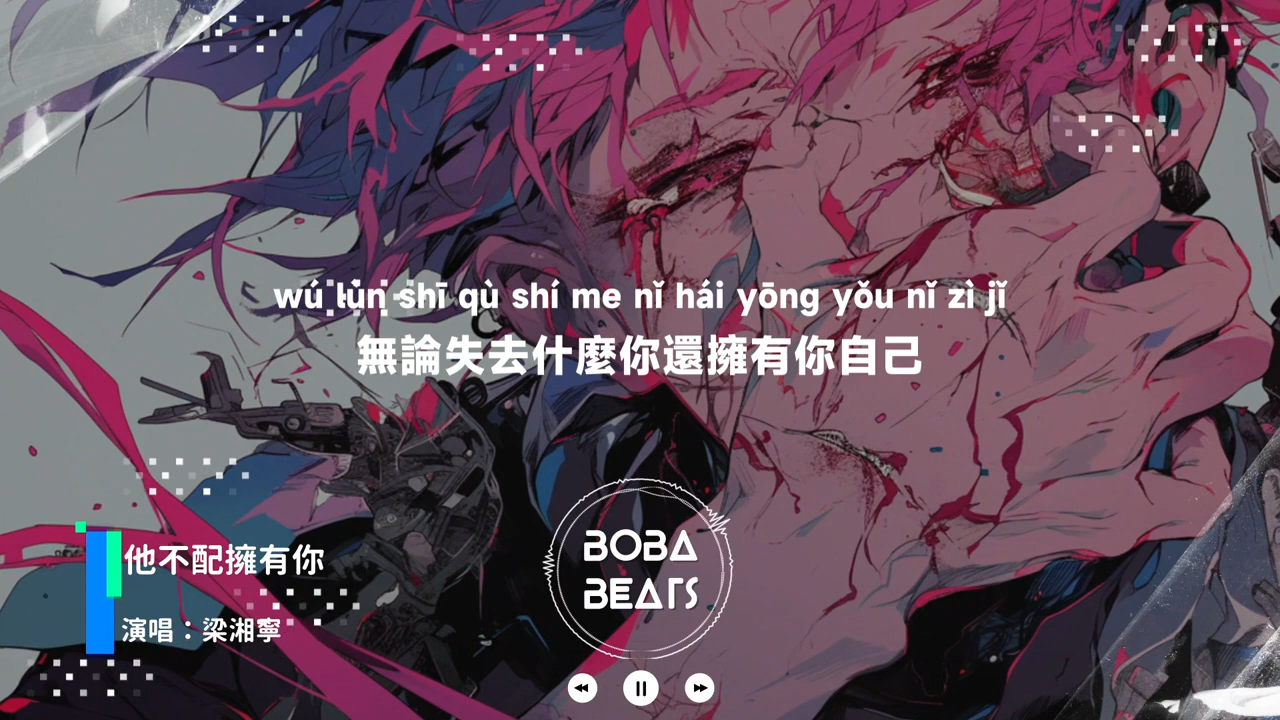 wú lùn shī qù shí me nǐ hái yōng yǒu nǐ zì jǐ
無論失去什麼你還擁有你自己
他不配擁有你
演唱：梁湘寧
BOBA
BEATS